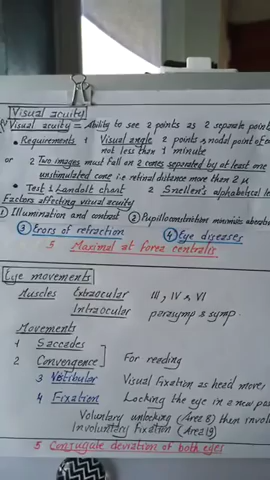 Visual acuity
Visual acuity = Ability to see 2 points as 2 separate point
• Requirements 1 Visual angle 2 points & nodal point of
not less than 1 minute
or 2 Two images must fall on 2 cones separated by at least one
unstimulated cone i.e retinal distance more than 2 μ
• Test 1 Landolt chart 2 Snellen's alphabetical
Factors affecting visual acuity
① Illumination and contrast ② Pupilloconstriction minimizes
③ Erors of refraction ④ Eye diseases
5 Maximal at fovea centralis
Eye movements
Muscles Extraocular III, IV & VI
Intraocular parasymp & symp
Movements
1 Saccades
2 Convergence For reading
3 Vestibular Visual fixation as head moves
4 Fixation Locking the eye in a new
Voluntary unlocking (Area 8) then
Involuntary fixation (Area 19)
5 Conjugate deviation of both eyes